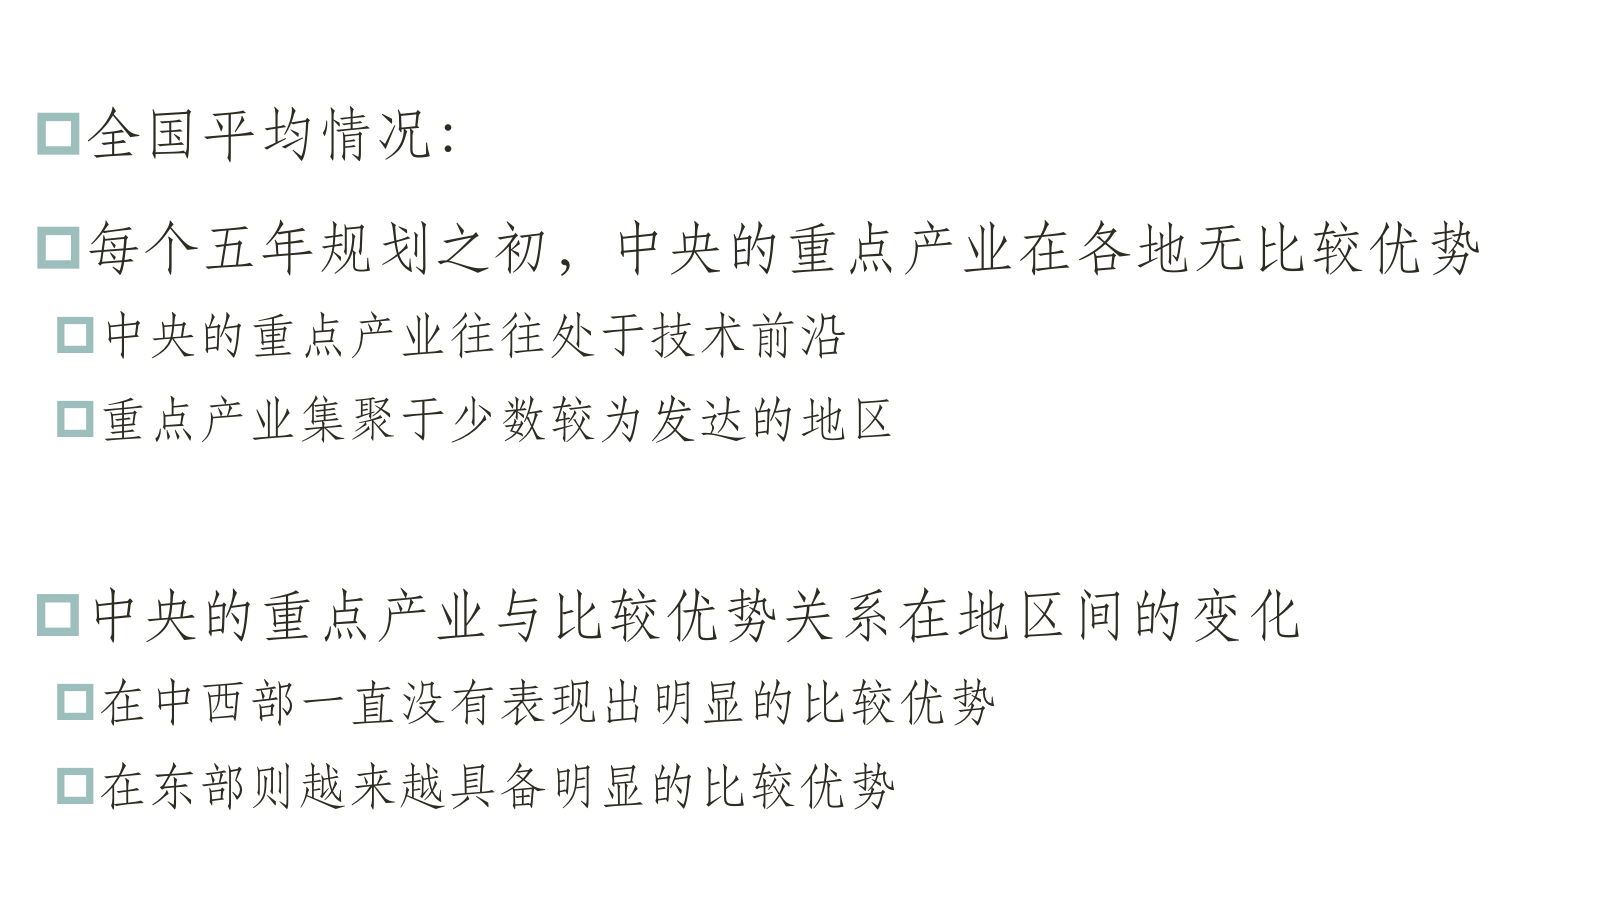 全国平均情况：
每个五年规划之初，中央的重点产业在各地无比较优势
中央的重点产业往往处于技术前沿
重点产业集聚于少数较为发达的地区
中央的重点产业与比较优势关系在地区间的变化
在中西部一直没有表现出明显的比较优势
在东部则越来越具备明显的比较优势